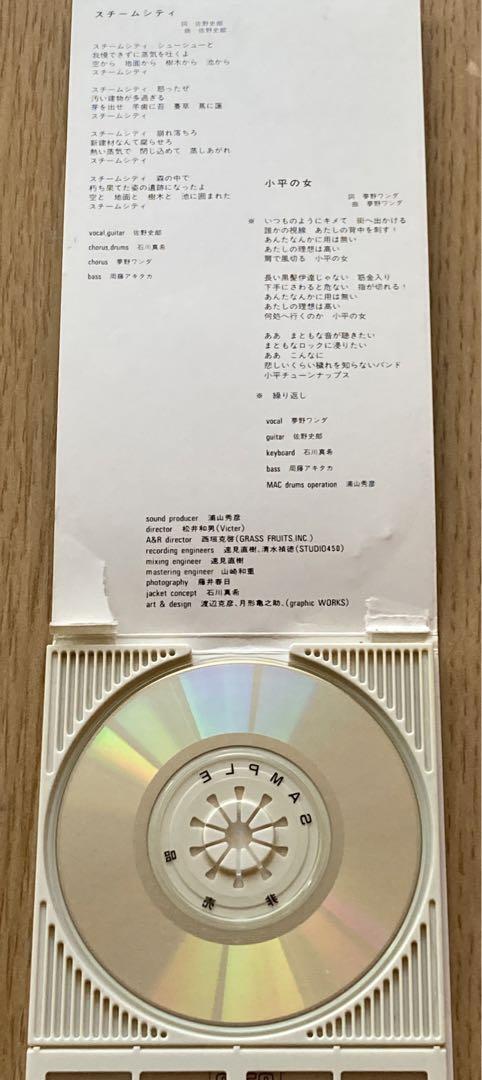 スチームシティ
詞 佐野史郎
曲 佐野史郎
スチームシティ シューシューと
我慢できずに蒸気を吐くよ
空から 地面から 樹木から 池から
スチームシティ
スチームシティ 怒ったぜ
汚い建物が多過ぎる
芽を出せ 羊歯に苔 蔓草 蔦に蓮
スチームシティ
スチームシティ 崩れ落ちろ
新建材なんて腐らせろ
熱い蒸気で 閉じ込めて 蒸しあがれ
スチームシティ
スチームシティ 森の中で
朽ち果てた姿の遺跡になったよ
空と 地面と 樹木と 池に囲まれた
スチームシティ
vocal,guitar 佐野史郎
chorus,drums 石川真希
chorus 夢野ワンダ
bass 周藤アキタカ
小平の女
詞 夢野ワンダ
曲 夢野ワンダ
※ いつものようにキメて 街へ出かける
誰かの視線 あたしの背中を刺す!
あんたなんかに用は無い
あたしの理想は高い
肩で風切る 小平の女
長い黒髪伊達じゃない 筋金入り
下手にさわると危ない 指が切れる!
あんたなんかに用は無い
あたしの理想は高い
何処へ行くのか 小平の女
ああ まともな音が聴きたい
まともなロックに浸りたい
ああ こんなに
悲しいくらい穢れを知らないバンド
小平チューンナップス
※ 繰り返し
vocal 夢野ワンダ
guitar 佐野史郎
keyboard 石川真希
bass 周藤アキタカ
MAC drums operation 浦山秀彦
sound producer 浦山秀彦
director 松井和男(Victer)
A&R director 西垣克啓(GRASS FRUITS,INC.)
recording engineers 速見直樹、清水禎徳(STUDIO450)
mixing engineer 速見直樹
mastering engineer 山崎和重
photography 藤井春日
jacket concept 石川真希
art & design 渡辺克彦、月形亀之助、(graphic WORKS)
SAMPLE
非売品